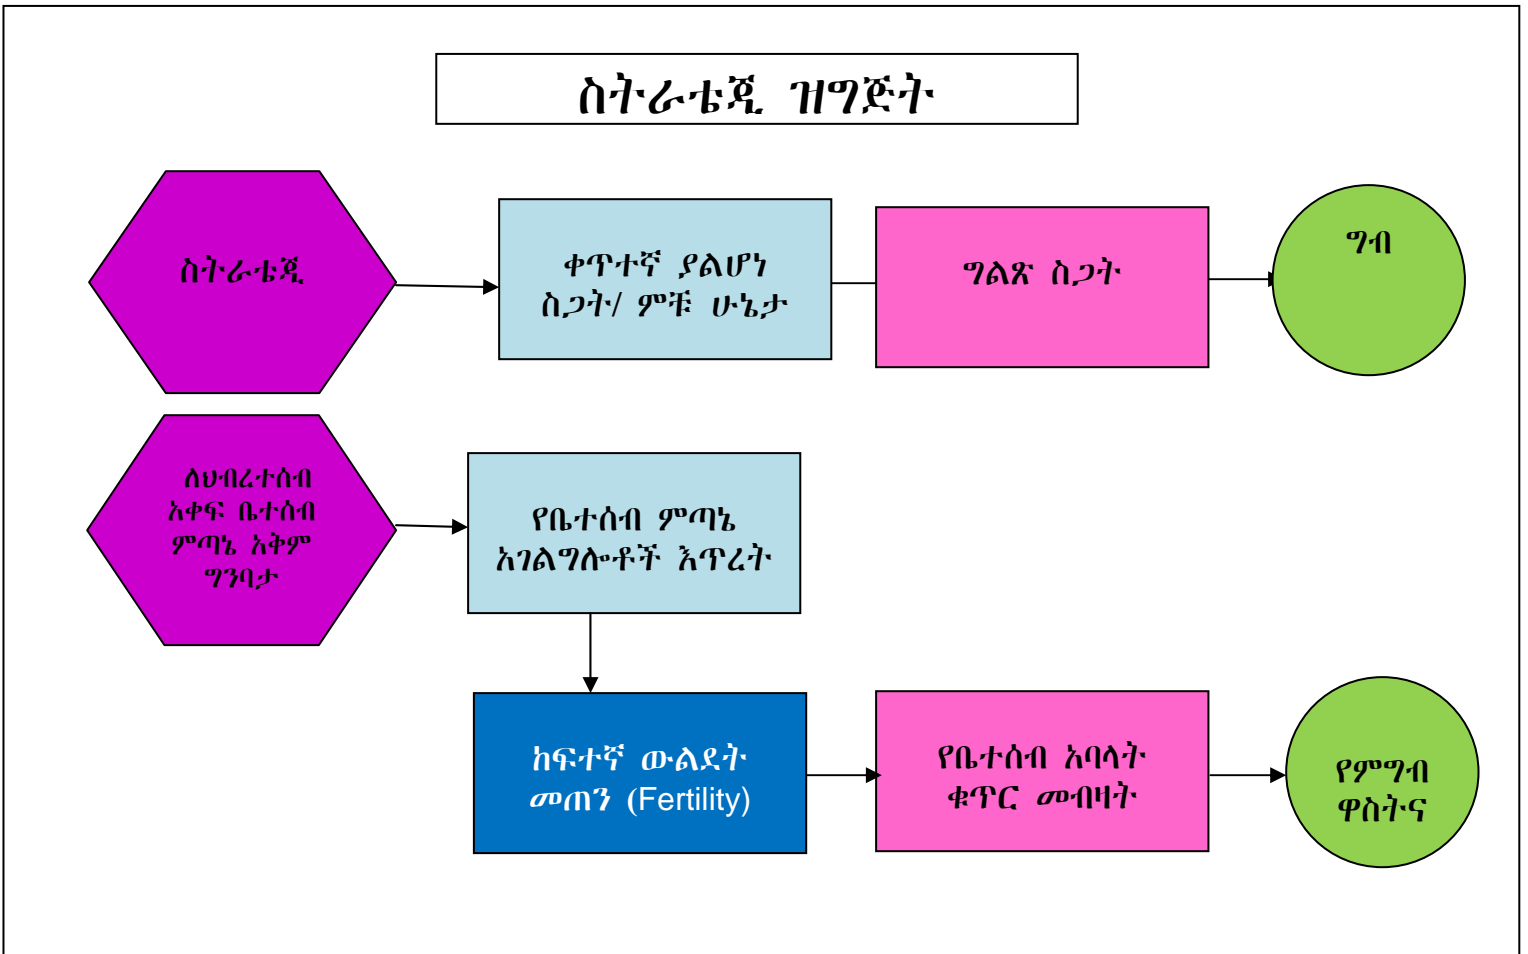 ስትራቴጂ ዝግጅት
ስትራቴጂ
ቀጥተኛ ያልሆነ
ስጋት/ ምቹ ሁኔታ
ግልጽ ስጋት
ግብ
ለህብረተሰብ
አቀፍ ቤተሰብ
ምጣኔ አቅም
ግንባታ
የቤተሰብ ምጣኔ
አገልግሎቶች እጥረት
ከፍተኛ ውልደት
መጠን (Fertility)
የቤተሰብ አባላት
ቁጥር መብዛት
የምግብ
ዋስትና